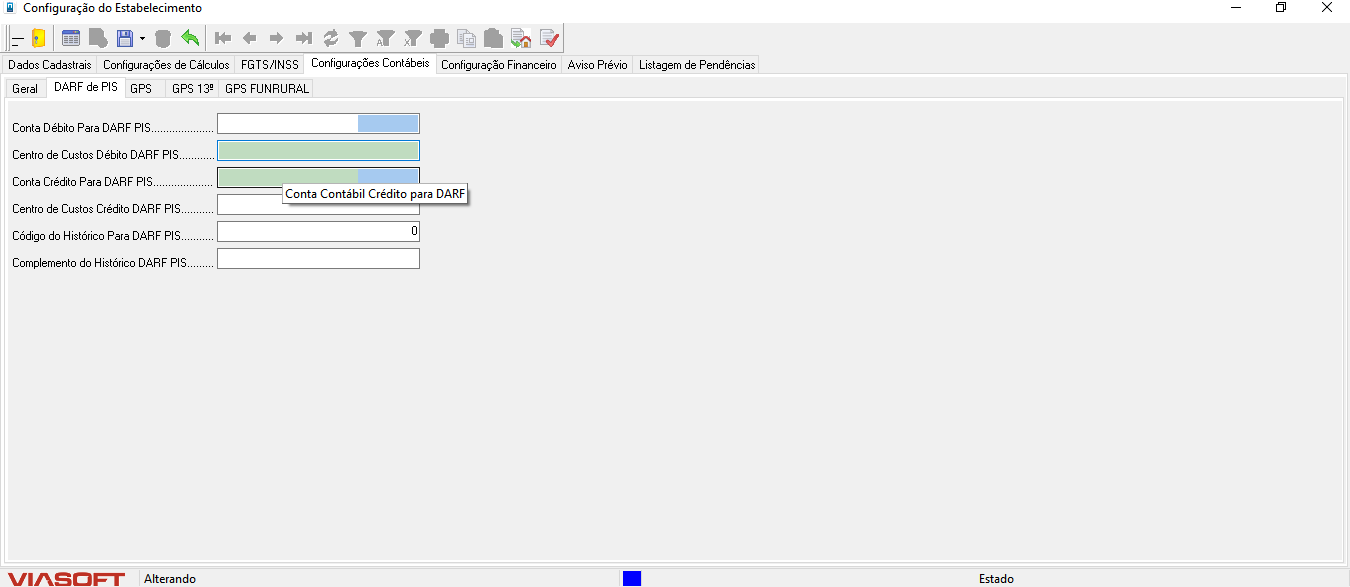 Configuração do Estabelecimento
Dados Cadastrais Configurações de Cálculos FGTS/INSS Configurações Contábeis Configuração Financeiro Aviso Prévio Listagem de Pendências
Geral DARF de PIS GPS GPS 13º GPS FUNRURAL
Conta Débito Para DARF PIS.....................
Centro de Custos Débito DARF PIS............
Conta Crédito Para DARF PIS....................
Conta Contábil Crédito para DARF
Centro de Custos Crédito DARF PIS...........
Código do Histórico Para DARF PIS........... 0
Complemento do Histórico DARF PIS.........
VIASOFT Alterando Estado